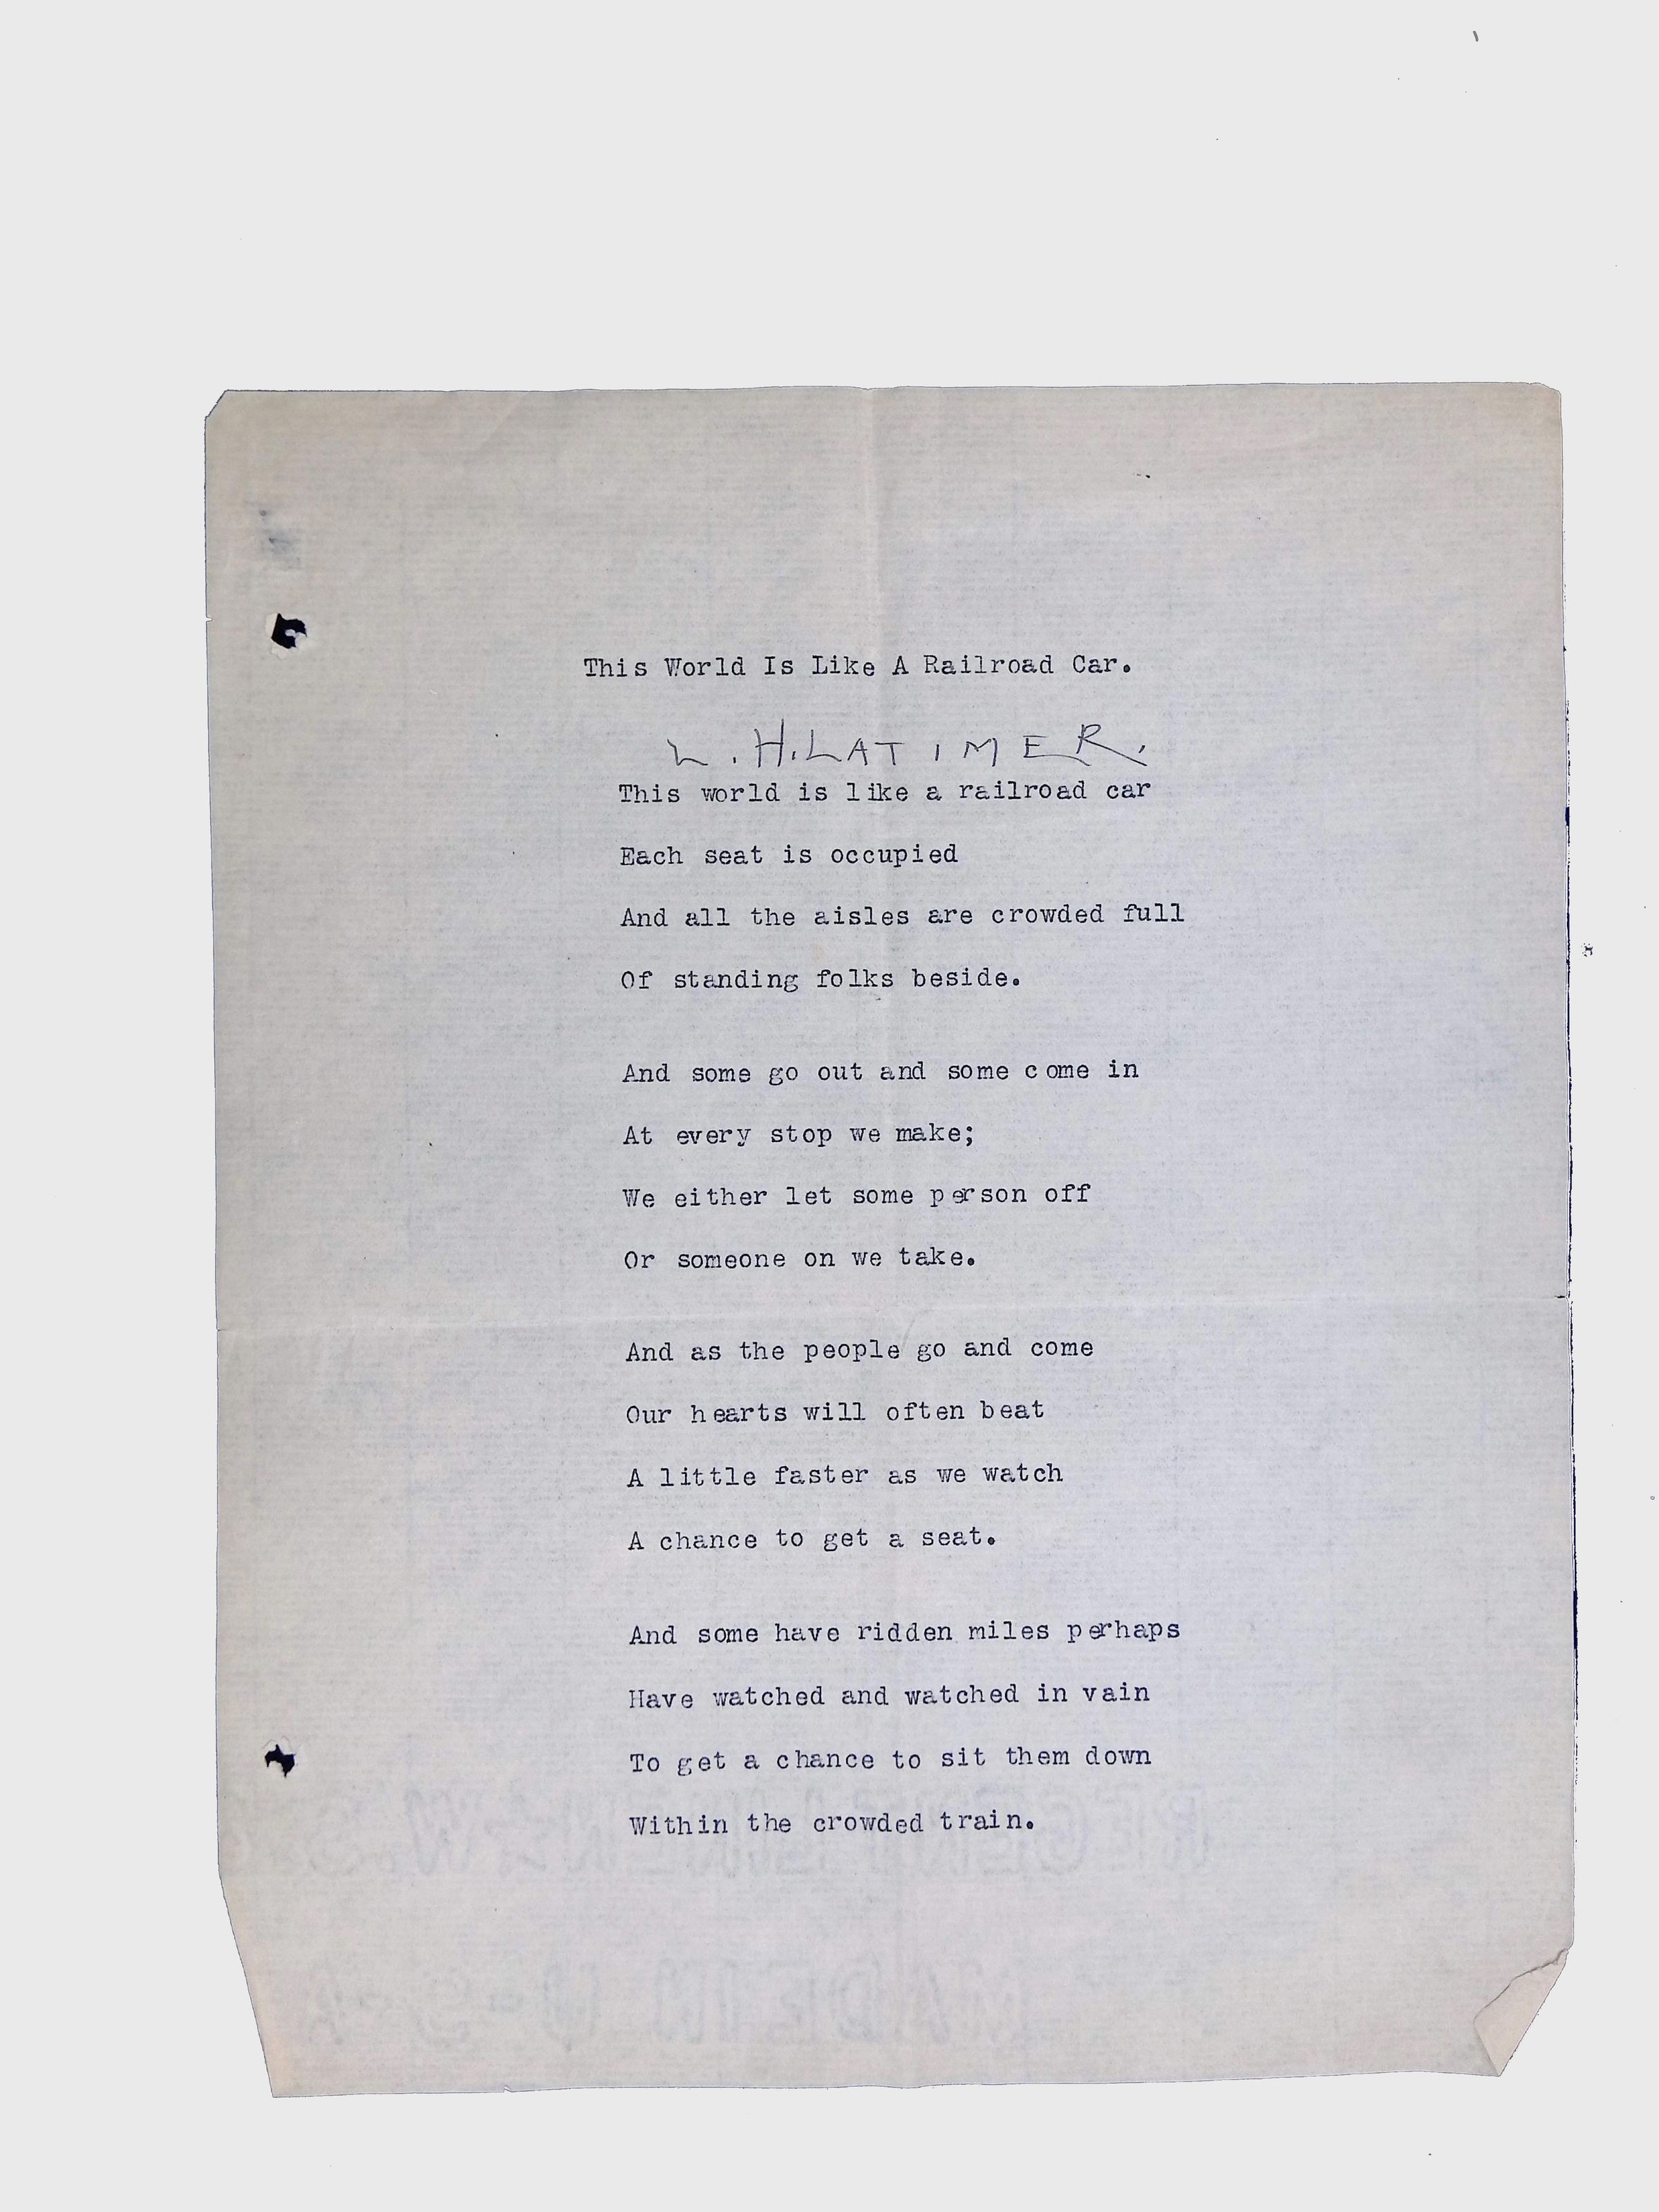 This World Is Like A Railroad Car.
L.H.LATIMER.
This world is like a railroad car
Each seat is occupied
And all the aisles are crowded full
Of standing folks beside.
And some go out and some come in
At every stop we make;
We either let some person off
Or someone on we take.
And as the people go and come
Our hearts will often beat
A little faster as we watch
A chance to get a seat.
And some have ridden miles perhaps
Have watched and watched in vain
To get a chance to sit them down
Within the crowded train.
MADE IN U-S-A